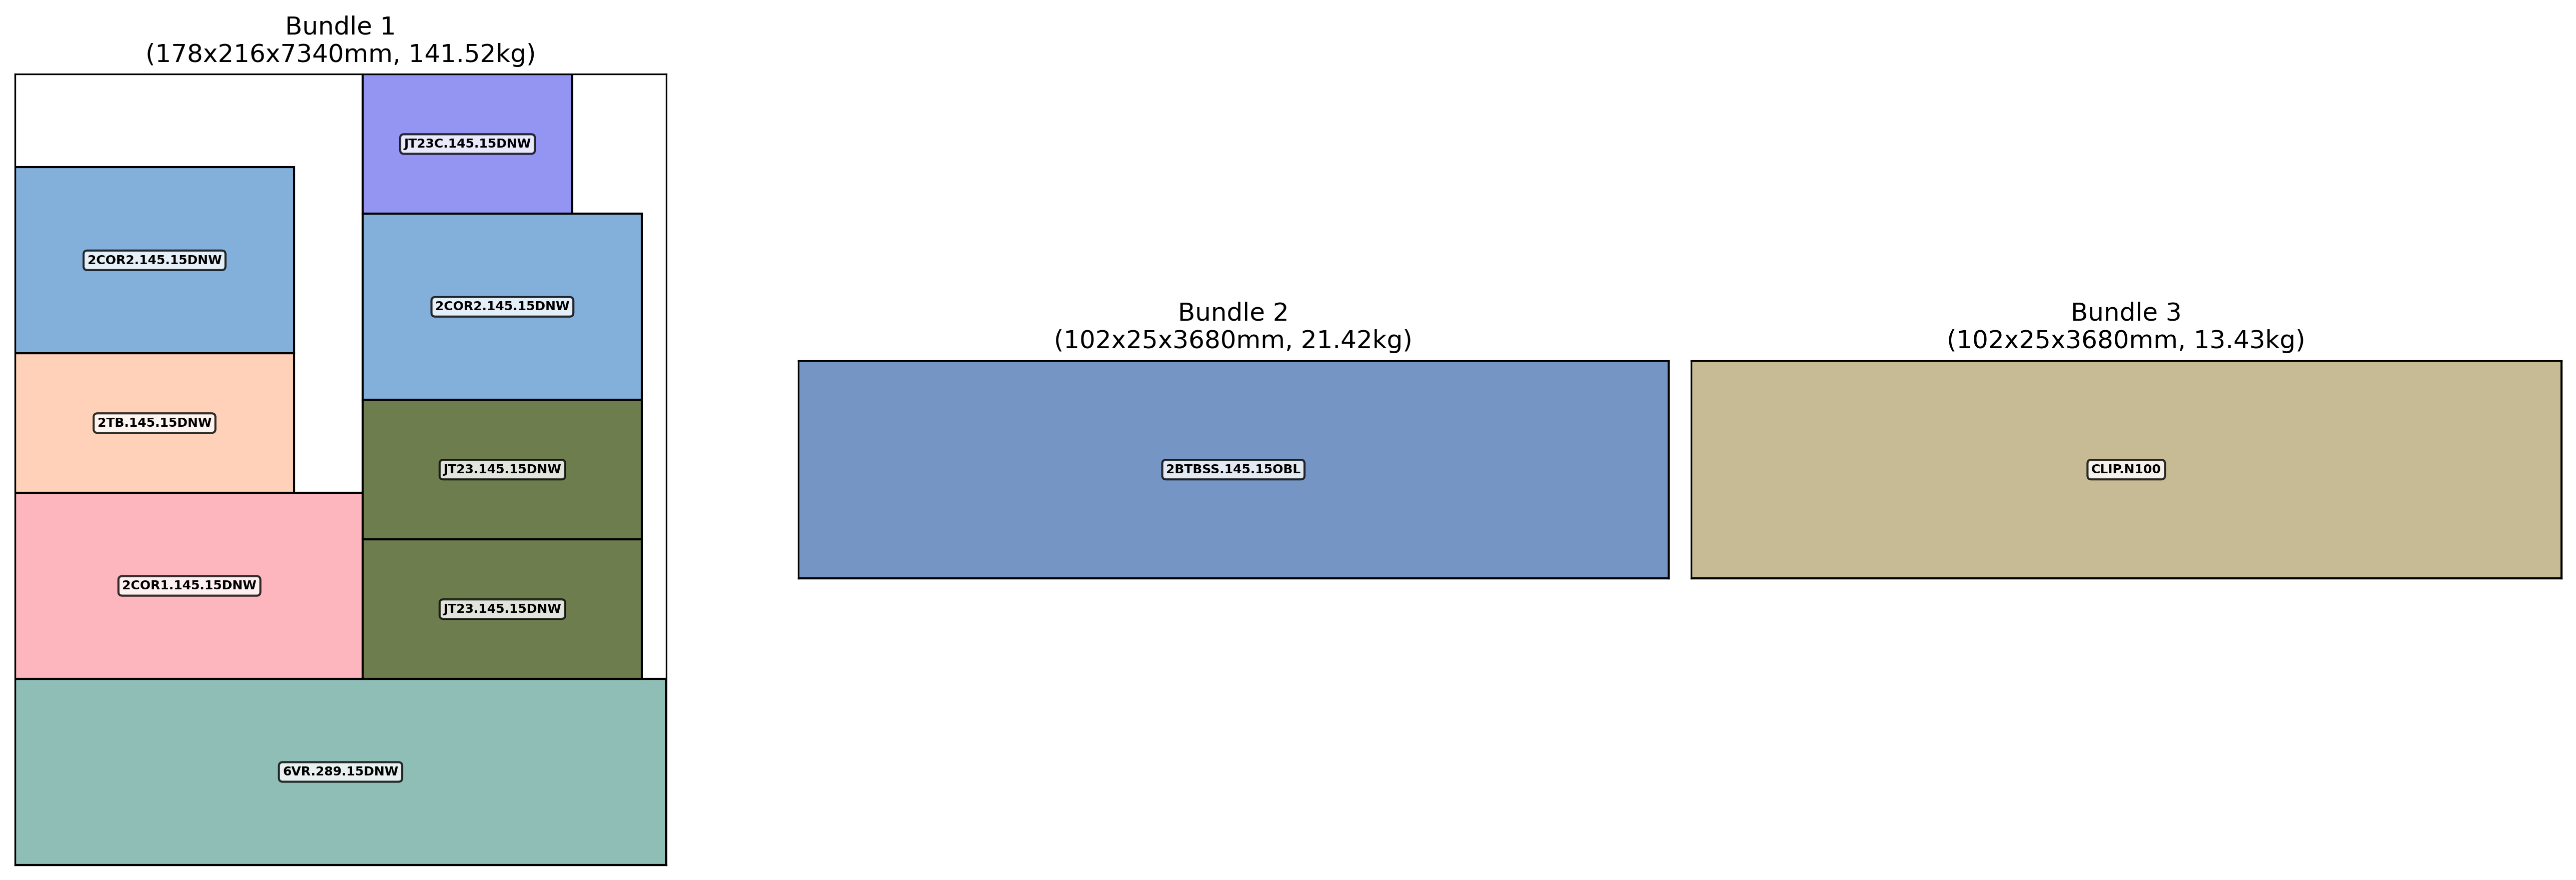 Bundle 1
(178x216x7340mm, 141.52kg)
JT23C.145.15DNW
2COR2.145.15DNW
2COR2.145.15DNW
2TB.145.15DNW
JT23.145.15DNW
2COR1.145.15DNW
JT23.145.15DNW
6VR.289.15DNW
Bundle 2
(102x25x3680mm, 21.42kg)
2BTBSS.145.15OBL
Bundle 3
(102x25x3680mm, 13.43kg)
CLIP.N100